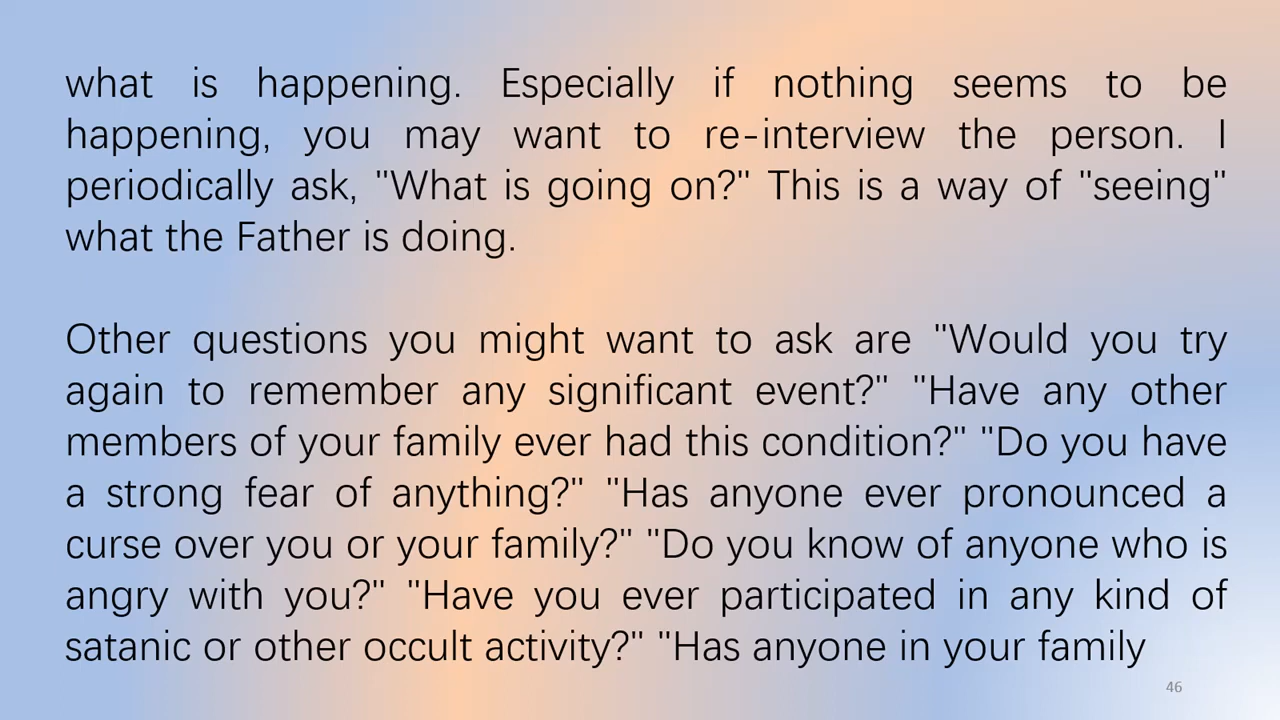 what is happening. Especially if nothing seems to be
happening, you may want to re-interview the person. I
periodically ask, "What is going on?" This is a way of "seeing"
what the Father is doing.
Other questions you might want to ask are "Would you try
again to remember any significant event?" "Have any other
members of your family ever had this condition?" "Do you have
a strong fear of anything?" "Has anyone ever pronounced a
curse over you or your family?" "Do you know of anyone who is
angry with you?" "Have you ever participated in any kind of
satanic or other occult activity?" "Has anyone in your family
46